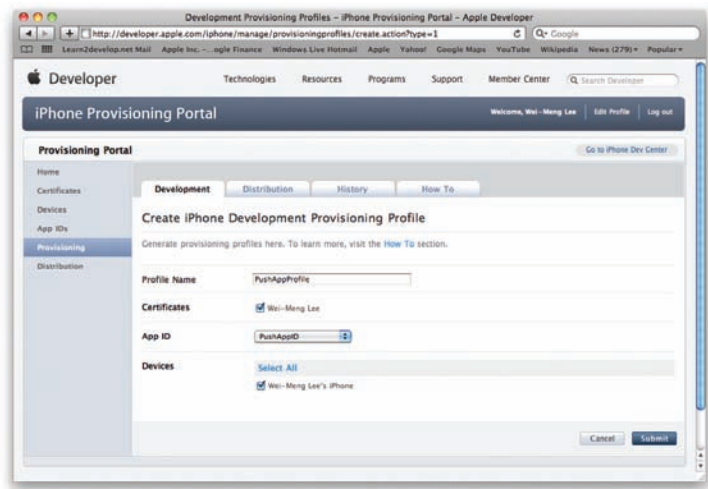 Development Provisioning Profiles - iPhone Provisioning Portal - Apple Developer
http://developer.apple.com/iphone/manage/provisioningprofiles/create.action?type=1
Q- Google
Learn2develop.net Mail Apple Inc. - ...ogle Finance Windows Live Hotmail Apple Yahoo! Google Maps YouTube Wikipedia News (279) Popular
Developer
Technologies Resources Programs Support Member Center Search Developer
iPhone Provisioning Portal
Welcome, Wei-Meng Lee Edit Profile Log out
Provisioning Portal
Go to iPhone Dev Center
Home
Certificates
Devices
App IDs
Provisioning
Distribution
Development Distribution History How To
Create iPhone Development Provisioning Profile
Generate provisioning profiles here. To learn more, visit the How To section.
Profile Name PushAppProfile
Certificates Wei-Meng Lee
App ID PushAppID
Devices Select All
Wei-Meng Lee's iPhone
Cancel Submit